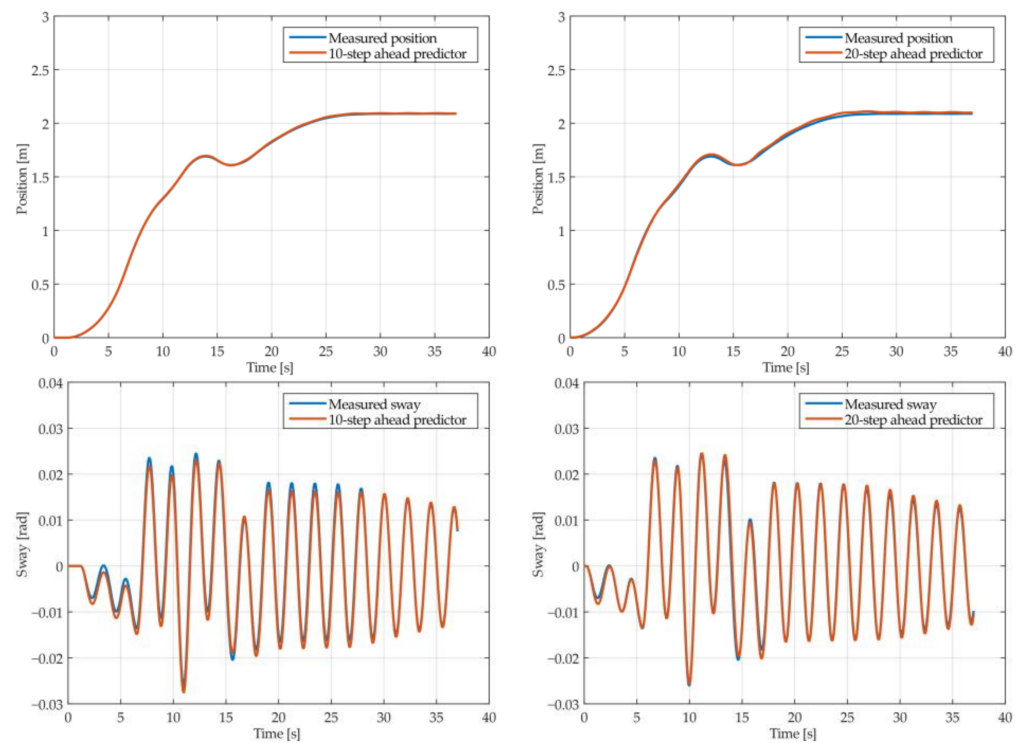 3
2.5
2
1.5
1
0.5
0
Position [m]
0 5 10 15 20 25 30 35 40
Time [s]
Measured position
10-step ahead predictor
3
2.5
2
1.5
1
0.5
0
Position [m]
0 5 10 15 20 25 30 35 40
Time [s]
Measured position
20-step ahead predictor
0.04
0.03
0.02
0.01
0
−0.01
−0.02
−0.03
Sway [rad]
0 5 10 15 20 25 30 35 40
Time [s]
Measured sway
10-step ahead predictor
0.04
0.03
0.02
0.01
0
−0.01
−0.02
−0.03
Sway [rad]
0 5 10 15 20 25 30 35 40
Time [s]
Measured sway
20-step ahead predictor